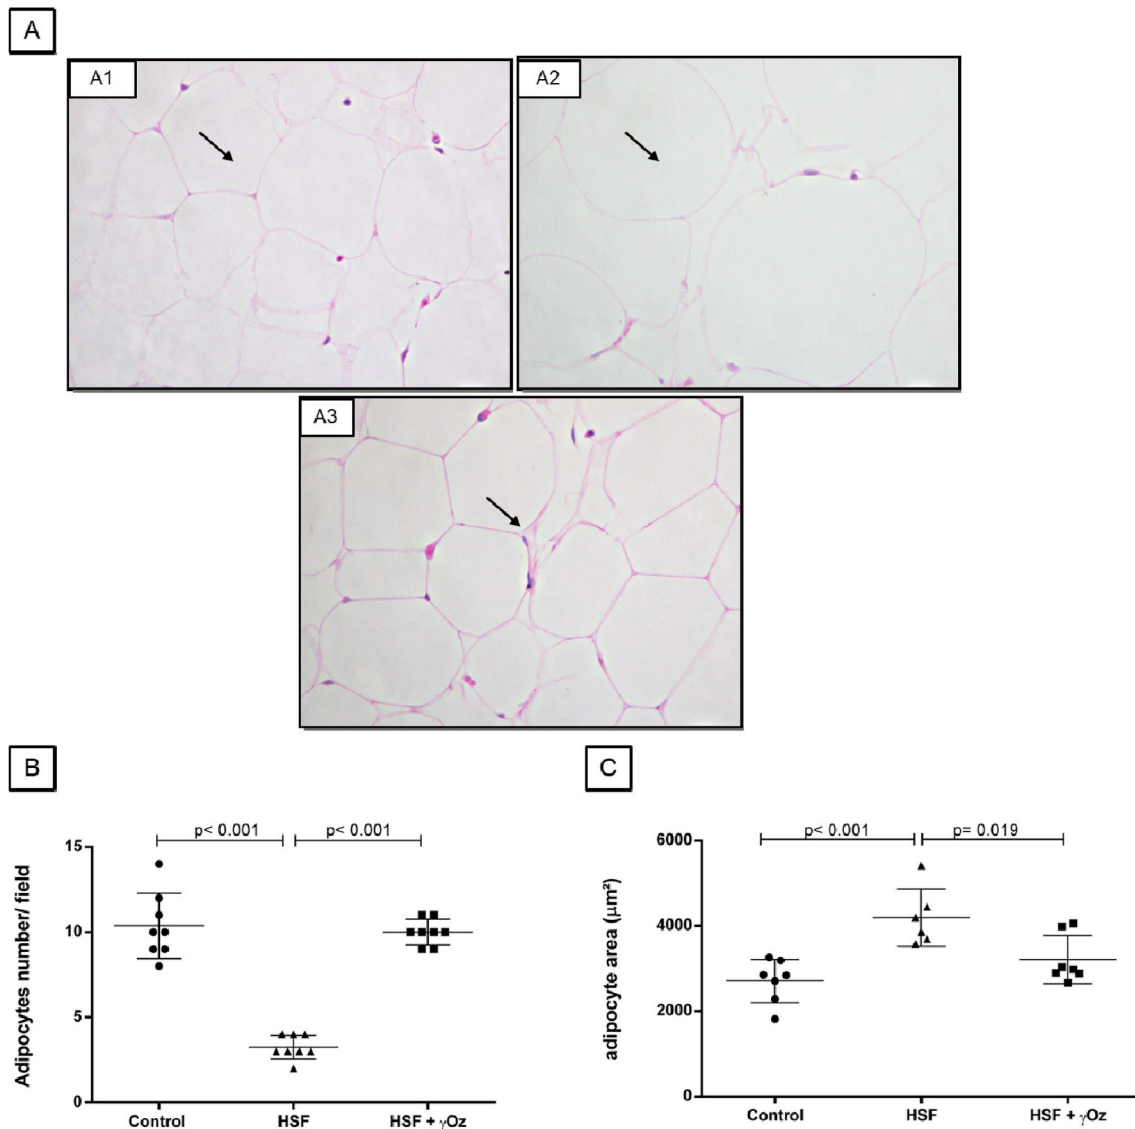 A
A1
A2
A3
B
C
p< 0.001
p< 0.001
15
10
5
0
Adipocytes number/ field
Control
HSF
HSF + γOz
p< 0.001
p= 0.019
6000
4000
2000
0
adipocyte area (µm²)
Control
HSF
HSF + γOz